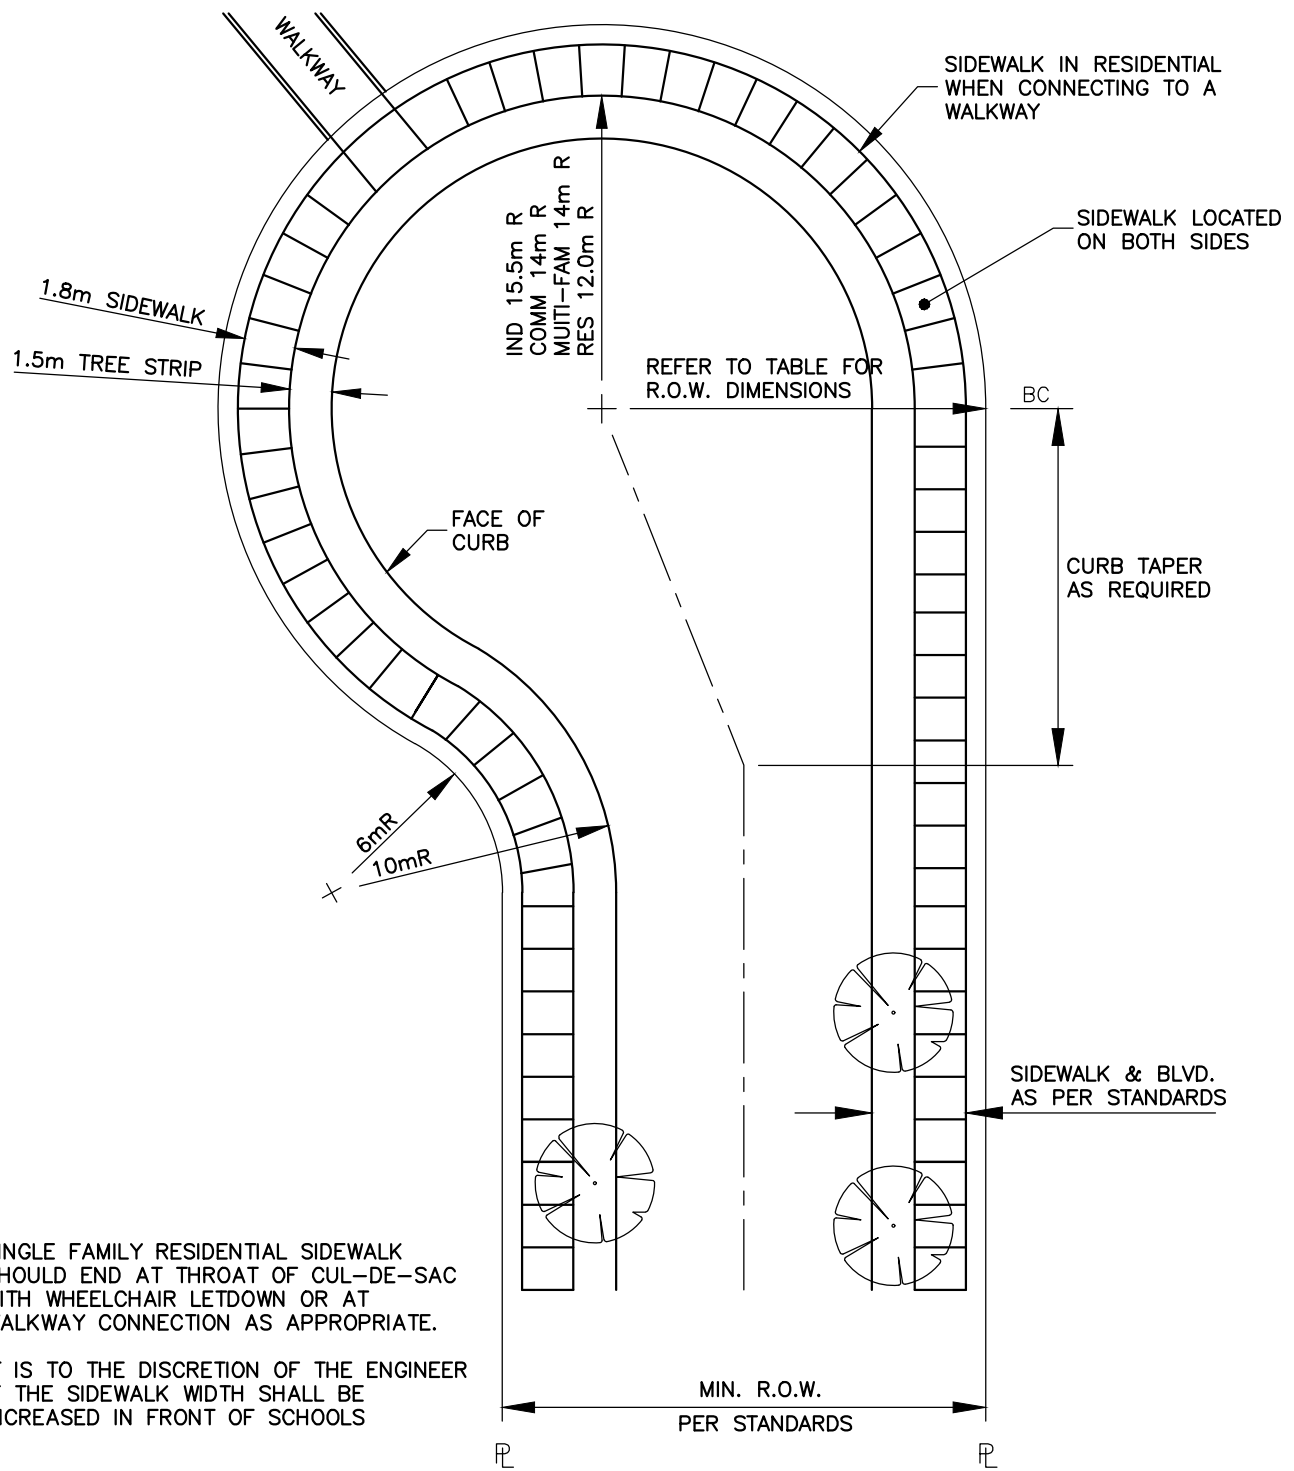 WALKWAY
SIDEWALK IN RESIDENTIAL
WHEN CONNECTING TO A
WALKWAY
SIDEWALK LOCATED
ON BOTH SIDES
IND 15.5m R
COMM 14m R
MUITI-FAM 14m R
RES 12.0m R
1.8m SIDEWALK
1.5m TREE STRIP
REFER TO TABLE FOR
R.O.W. DIMENSIONS
BC
FACE OF
CURB
CURB TAPER
AS REQUIRED
6mR
10mR
SIDEWALK & BLVD.
AS PER STANDARDS
INGLE FAMILY RESIDENTIAL SIDEWALK
HOULD END AT THROAT OF CUL-DE-SAC
ITH WHEELCHAIR LETDOWN OR AT
ALKWAY CONNECTION AS APPROPRIATE.
IS TO THE DISCRETION OF THE ENGINEER
THE SIDEWALK WIDTH SHALL BE
NCREASED IN FRONT OF SCHOOLS
MIN. R.O.W.
PER STANDARDS
PL
PL